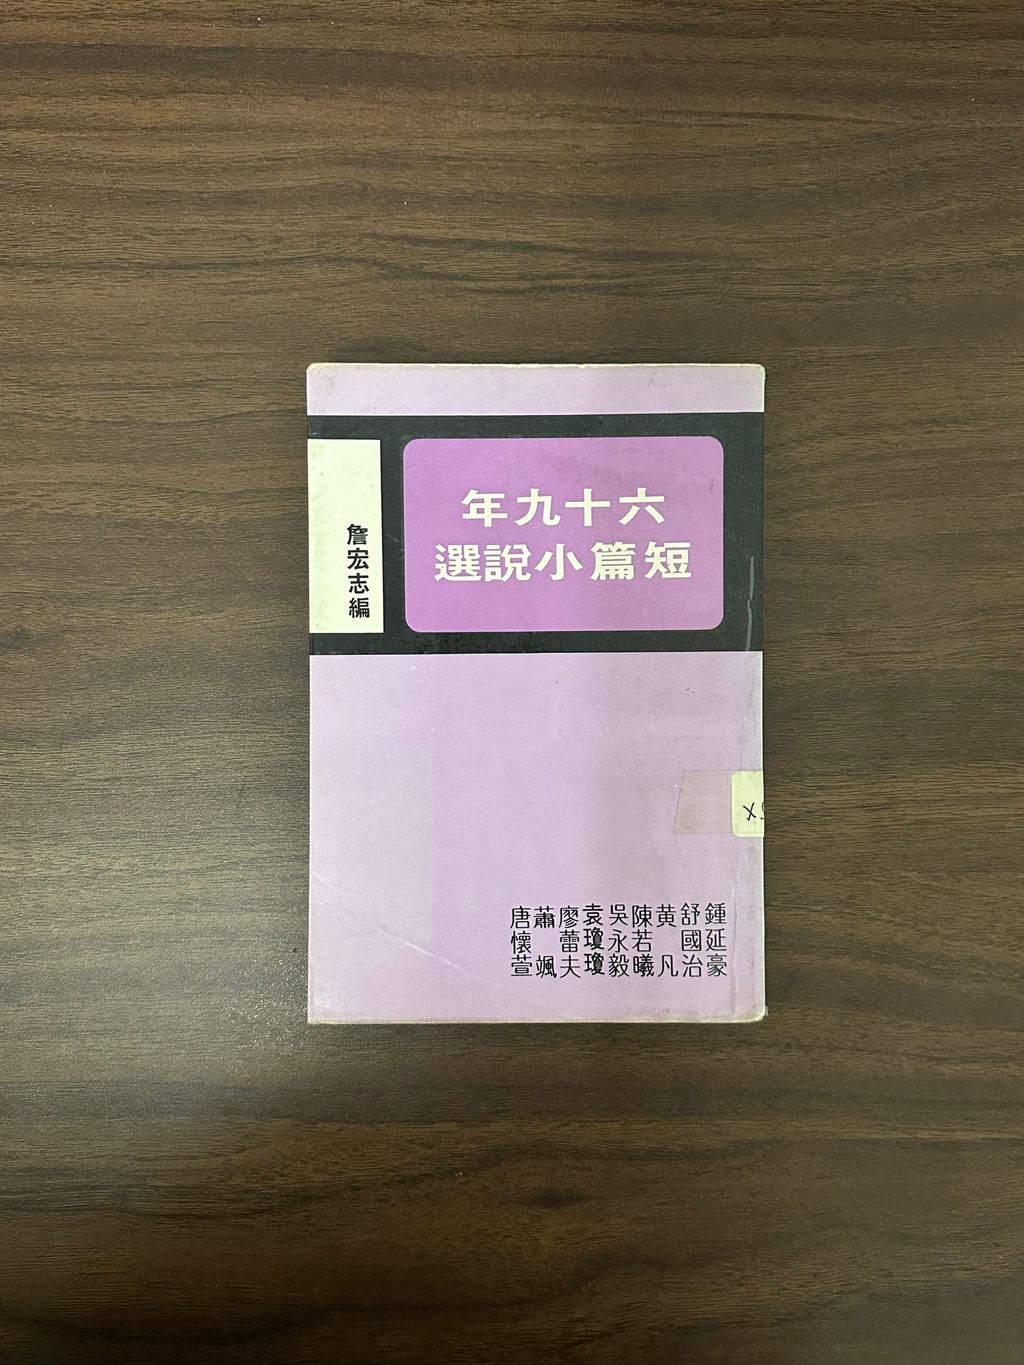 六十九年
短篇小說選
詹宏志編
鍾延豪
舒國治
黄凡
陳若曦
吳永毅
袁瓊瓊
廖蕾夫
蕭颯
唐懷萱